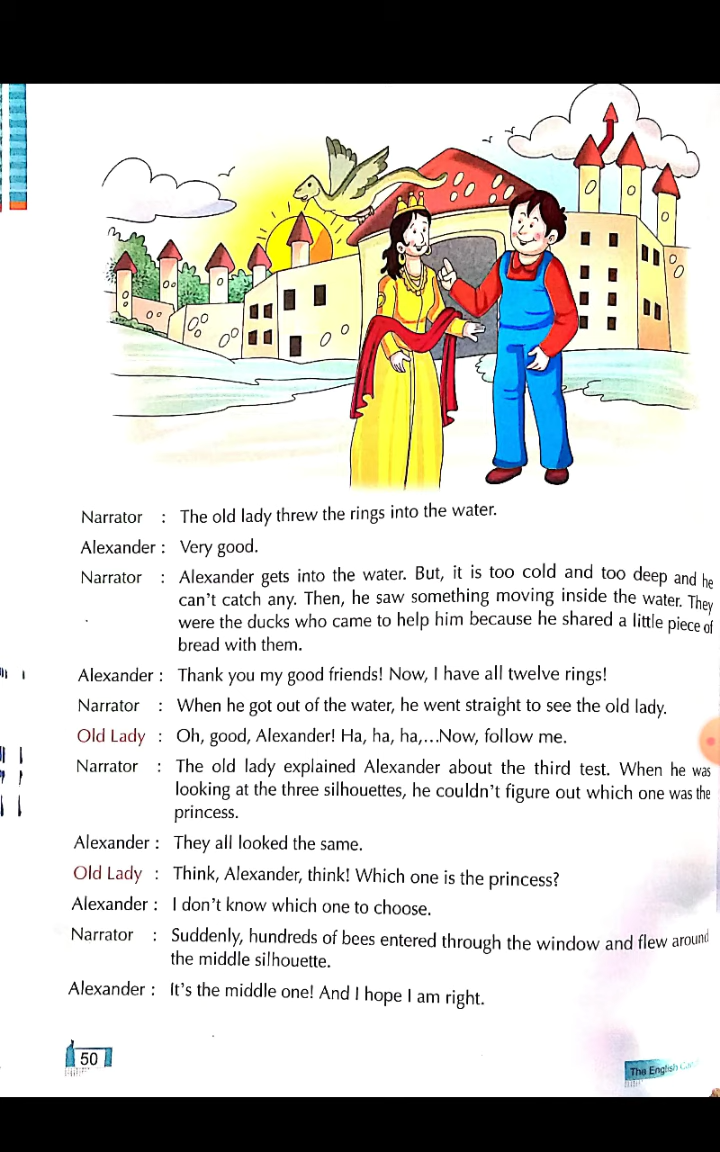 Narrator : The old lady threw the rings into the water.
Alexander : Very good.
Narrator : Alexander gets into the water. But, it is too cold and too deep and he
can't catch any. Then, he saw something moving inside the water. They
were the ducks who came to help him because he shared a little piece of
bread with them.
Alexander : Thank you my good friends! Now, I have all twelve rings!
Narrator : When he got out of the water, he went straight to see the old lady.
Old Lady : Oh, good, Alexander! Ha, ha, ha,...Now, follow me.
Narrator : The old lady explained Alexander about the third test. When he was
looking at the three silhouettes, he couldn't figure out which one was the
princess.
Alexander : They all looked the same.
Old Lady : Think, Alexander, think! Which one is the princess?
Alexander : I don't know which one to choose.
Narrator : Suddenly, hundreds of bees entered through the window and flew around
the middle silhouette.
Alexander : It's the middle one! And I hope I am right.
50
The English